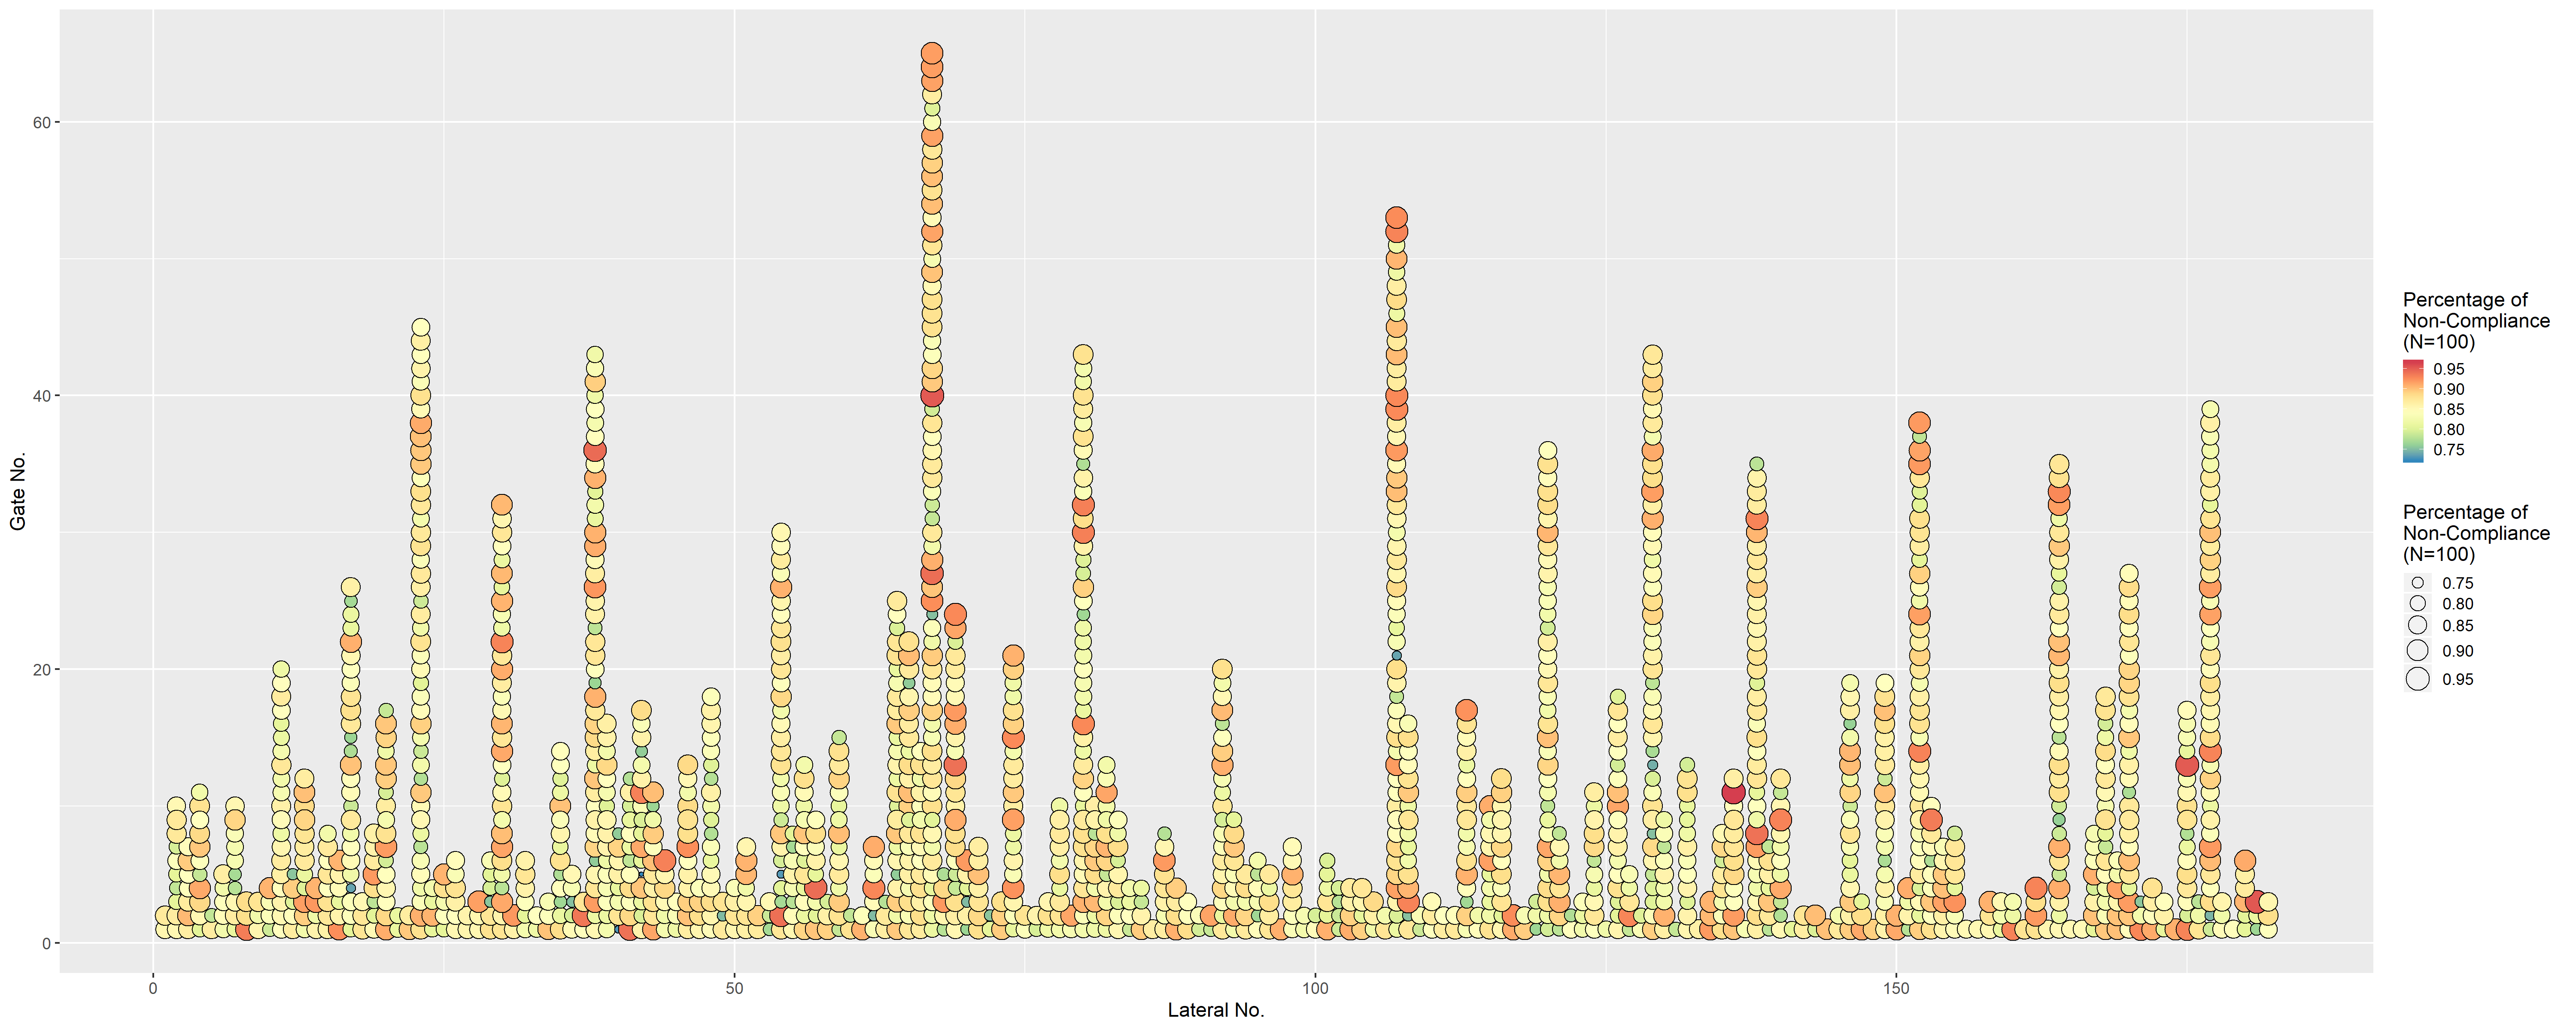 60
40
20
0
Gate No.
0
50
100
150
Lateral No.
Percentage of
Non-Compliance
(N=100)
0.95
0.90
0.85
0.80
0.75
Percentage of
Non-Compliance
(N=100)
0.75
0.80
0.85
0.90
0.95